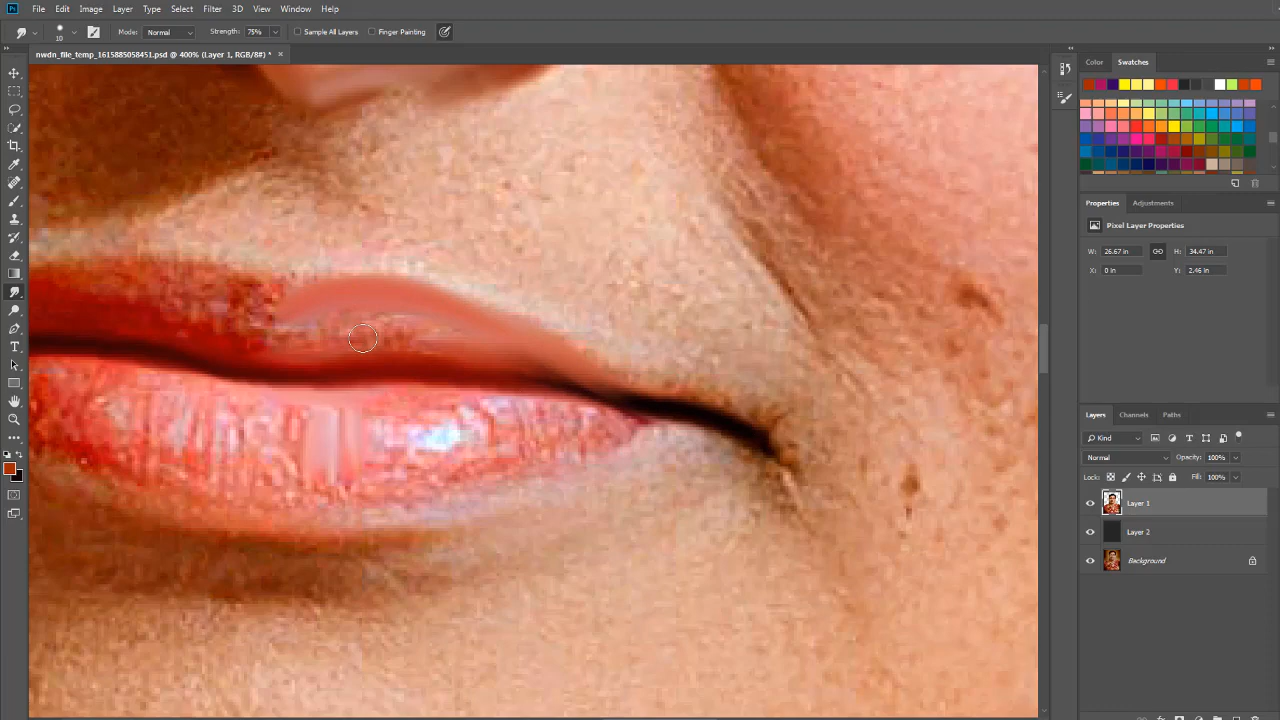 Ps File Edit Image Layer Type Select Filter 3D View Window Help
10 Mode: Normal Strength: 75% Sample All Layers Finger Painting
nwdn_file_temp_1615885058451.psd @ 400% (Layer 1, RGB/8#) * ×
Color Swatches
Properties Adjustments
Pixel Layer Properties
W: 26.67 in H: 34.47 in
X: 0 in Y: 2.46 in
Layers Channels Paths
Kind
Normal Opacity: 100%
Lock: Fill: 100%
Layer 1
Layer 2
Background